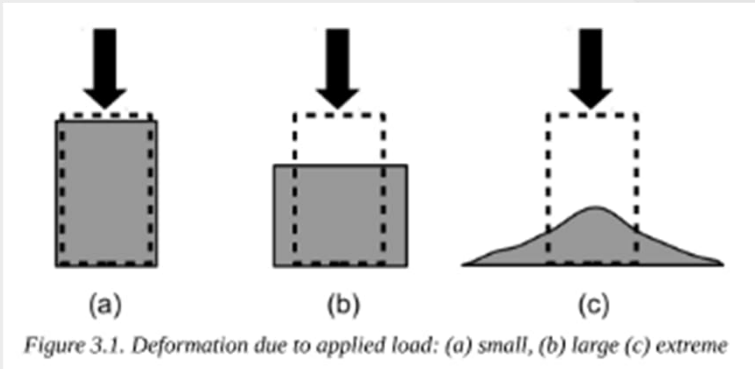 (a) (b) (c)
Figure 3.1. Deformation due to applied load: (a) small, (b) large (c) extreme